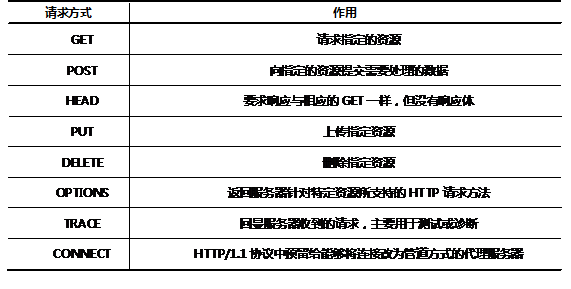 请求方式 作用
GET 请求指定的资源
POST 向指定的资源提交需要处理的数据
HEAD 要求响应与相应的 GET 一样，但没有响应体
PUT 上传指定资源
DELETE 删除指定资源
OPTIONS 返回服务器针对特定资源所支持的 HTTP 请求方法
TRACE 回显服务器收到的请求，主要用于测试或诊断
CONNECT HTTP/1.1 协议中预留给能够将连接改为管道方式的代理服务器